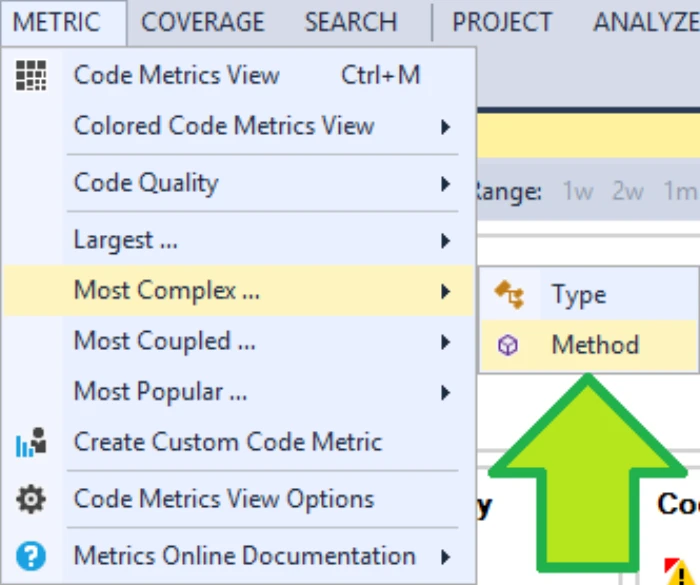 METRIC COVERAGE SEARCH PROJECT ANALYZE
Code Metrics View Ctrl+M
Colored Code Metrics View
Range: 1w 2w 1m
Code Quality
Largest ...
Most Complex ...
Type
Most Coupled ...
Method
Most Popular ...
Create Custom Code Metric
Code Metrics View Options
y Co
Metrics Online Documentation